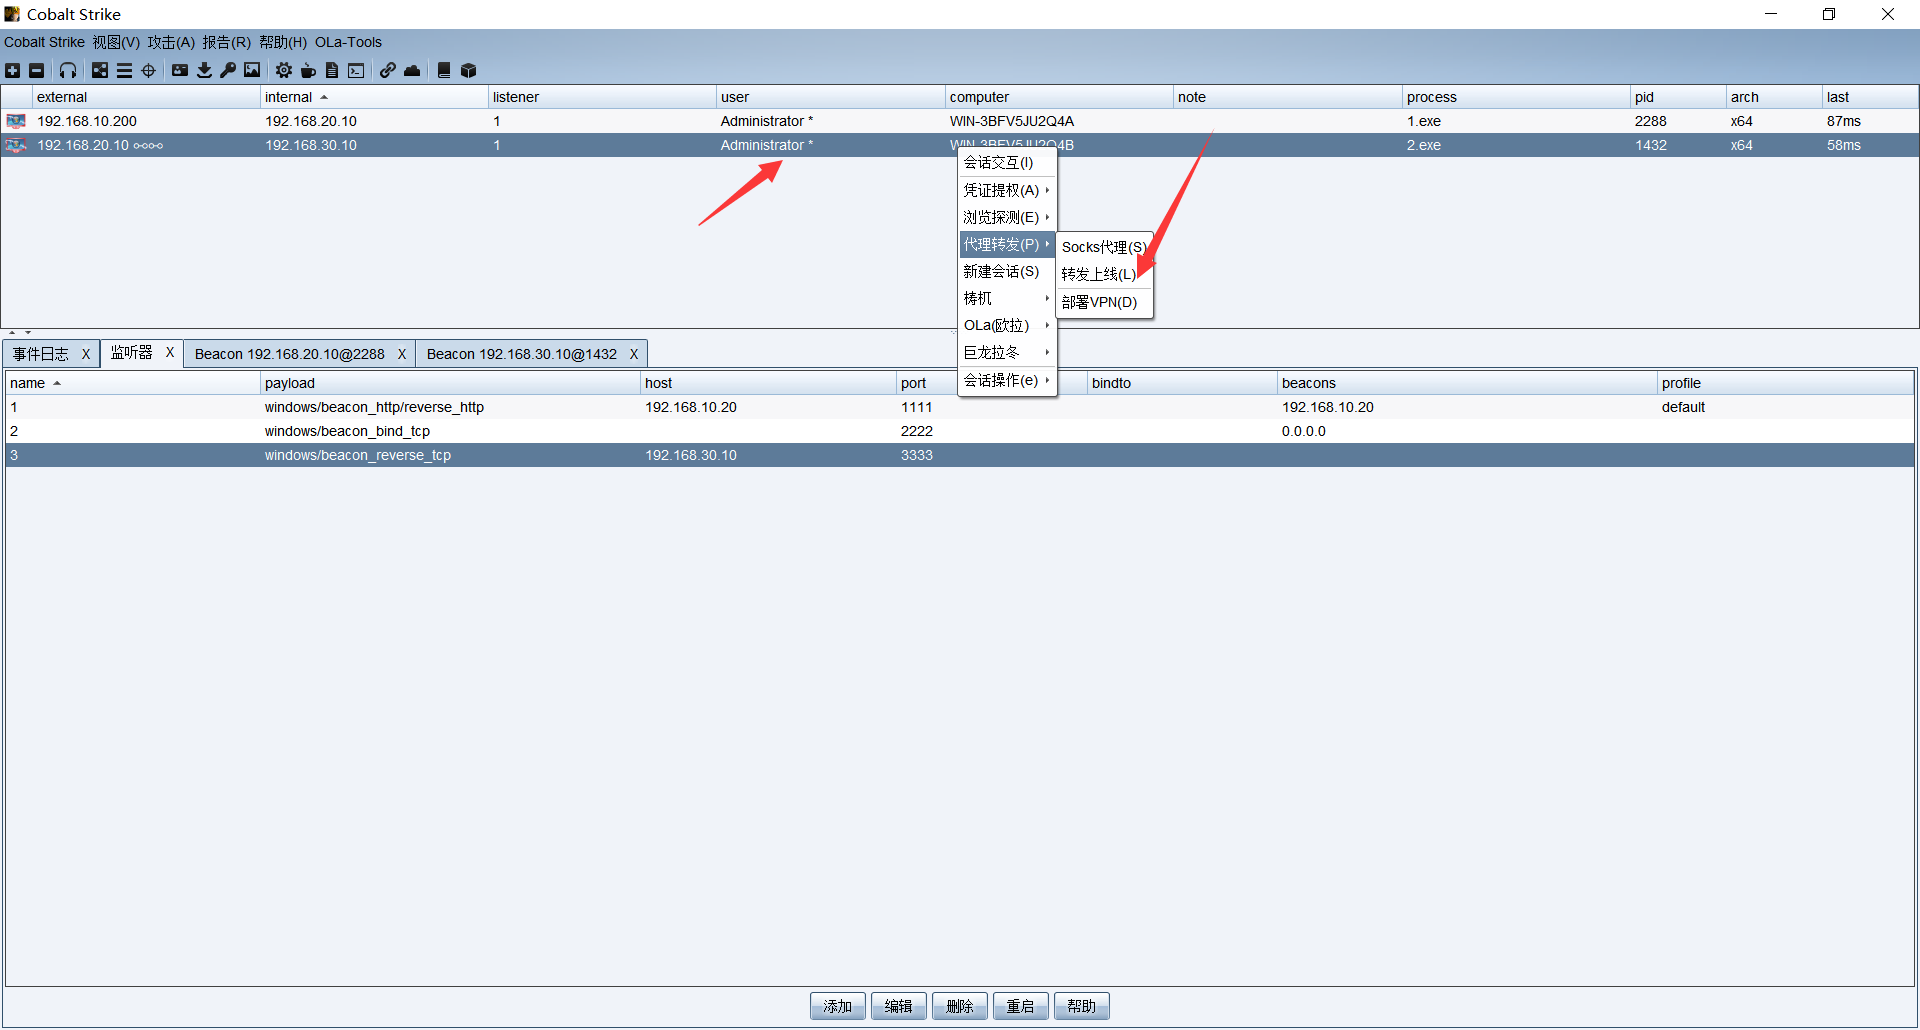 Cobalt Strike
Cobalt Strike 视图(V) 攻击(A) 报告(R) 帮助(H) OLa-Tools
external internal listener user computer note process pid arch last
192.168.10.200 192.168.20.10 1 Administrator * WIN-3BFV5JU2Q4A 1.exe 2288 x64 87ms
192.168.20.10 192.168.30.10 1 Administrator * WIN-3BFV5JU2Q4B 2.exe 1432 x64 58ms
会话交互(I)
凭证提权(A)
浏览探测(E)
代理转发(P)
新建会话(S)
梼杌
OLa(欧拉)
巨龙拉冬
会话操作(e)
Socks代理(S)
转发上线(L)
部署VPN(D)
事件日志 X 监听器 X Beacon 192.168.20.10@2288 X Beacon 192.168.30.10@1432 X
name payload host port bindto beacons profile
1 windows/beacon_http/reverse_http 192.168.10.20 1111 192.168.10.20 default
2 windows/beacon_bind_tcp 2222 0.0.0.0
3 windows/beacon_reverse_tcp 192.168.30.10 3333
添加 编辑 删除 重启 帮助